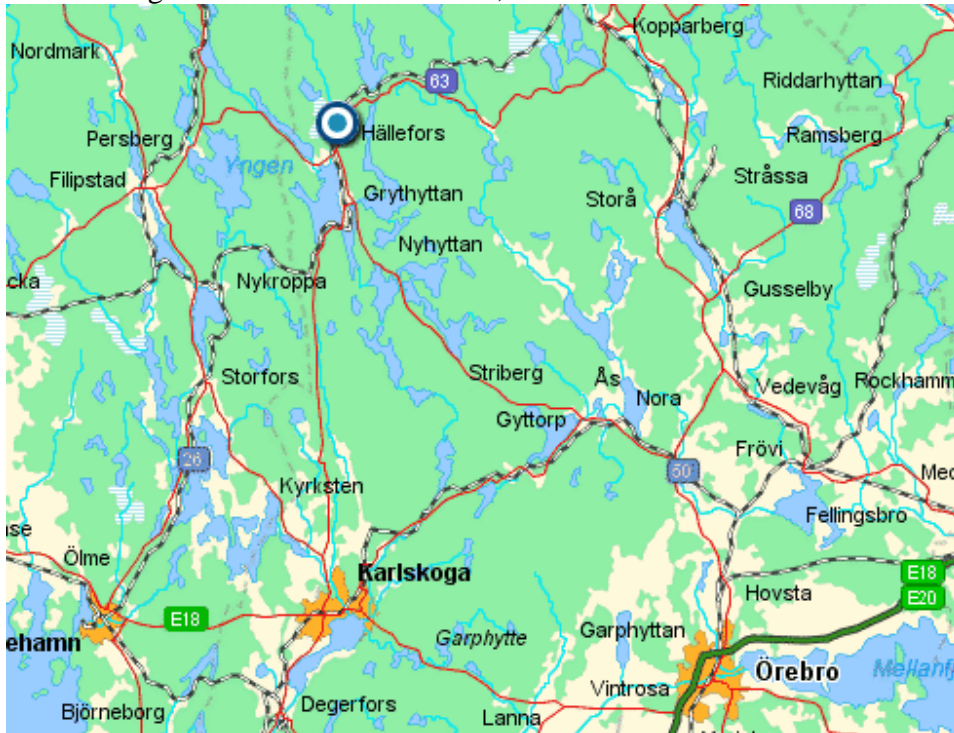 Kopparberg
Nordmark
63
Riddarhyttan
Hällefors
Persberg
Ramsberg
Yngen
Filipstad
Stråssa
Grythyttan
Storå
68
Nyhyttan
cka
Nykroppa
Gusselby
Storfors
Striberg
Ås
Vedevåg
Rockhamm
Nora
Gyttorp
Frövi
26
50
Med
Kyrksten
Fellingsbro
ase
Ölme
Karlskoga
E18
E20
Hovsta
E18
Garphytte
Garphyttan
ehamn
Örebro
Mellanfj
Vintrosa
Degerfors
Björneborg
Lanna